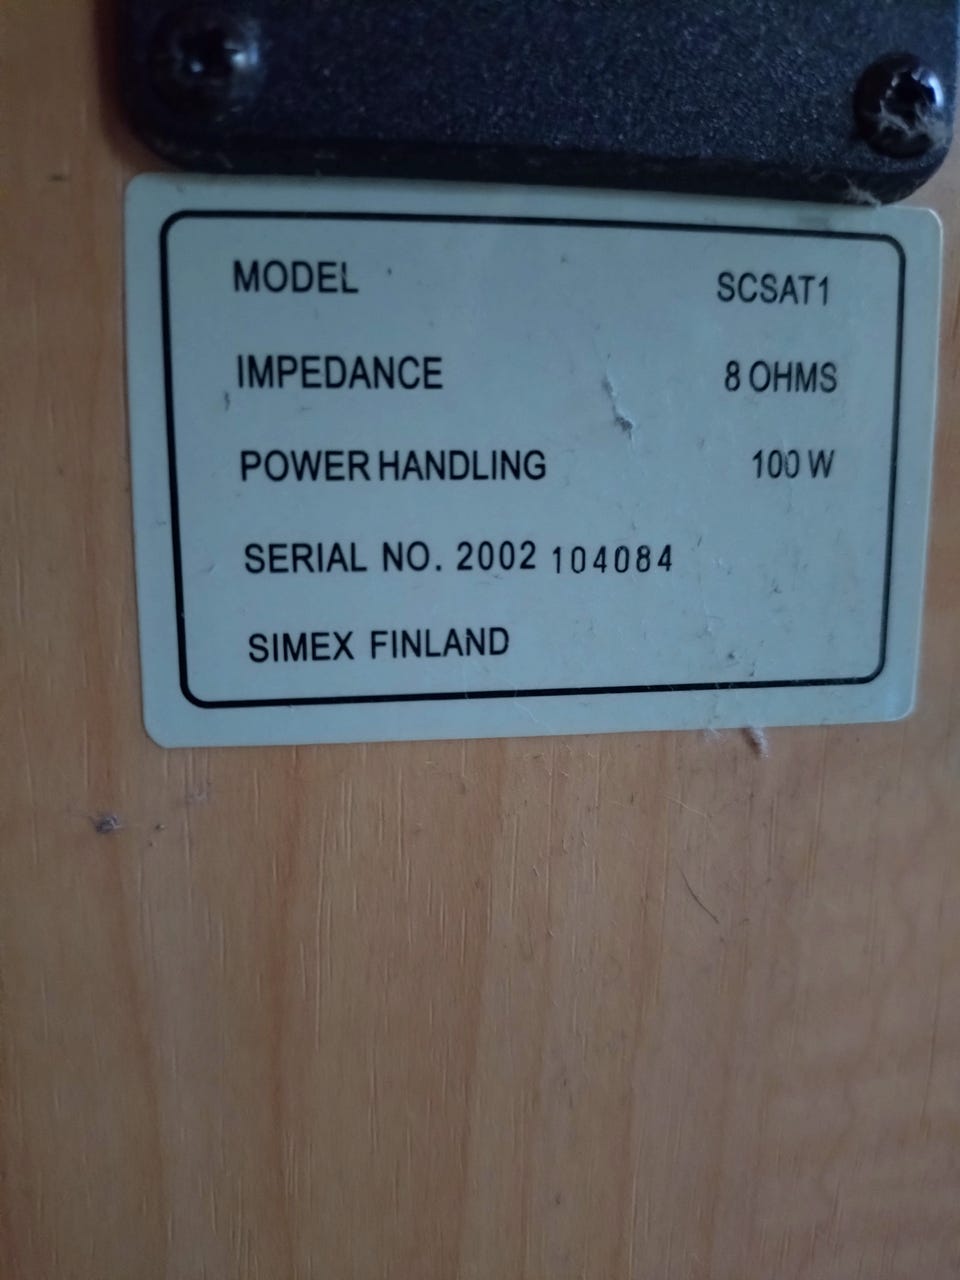 MODEL SCSAT1
IMPEDANCE 8 OHMS
POWER HANDLING 100 W
SERIAL NO. 2002 104084
SIMEX FINLAND